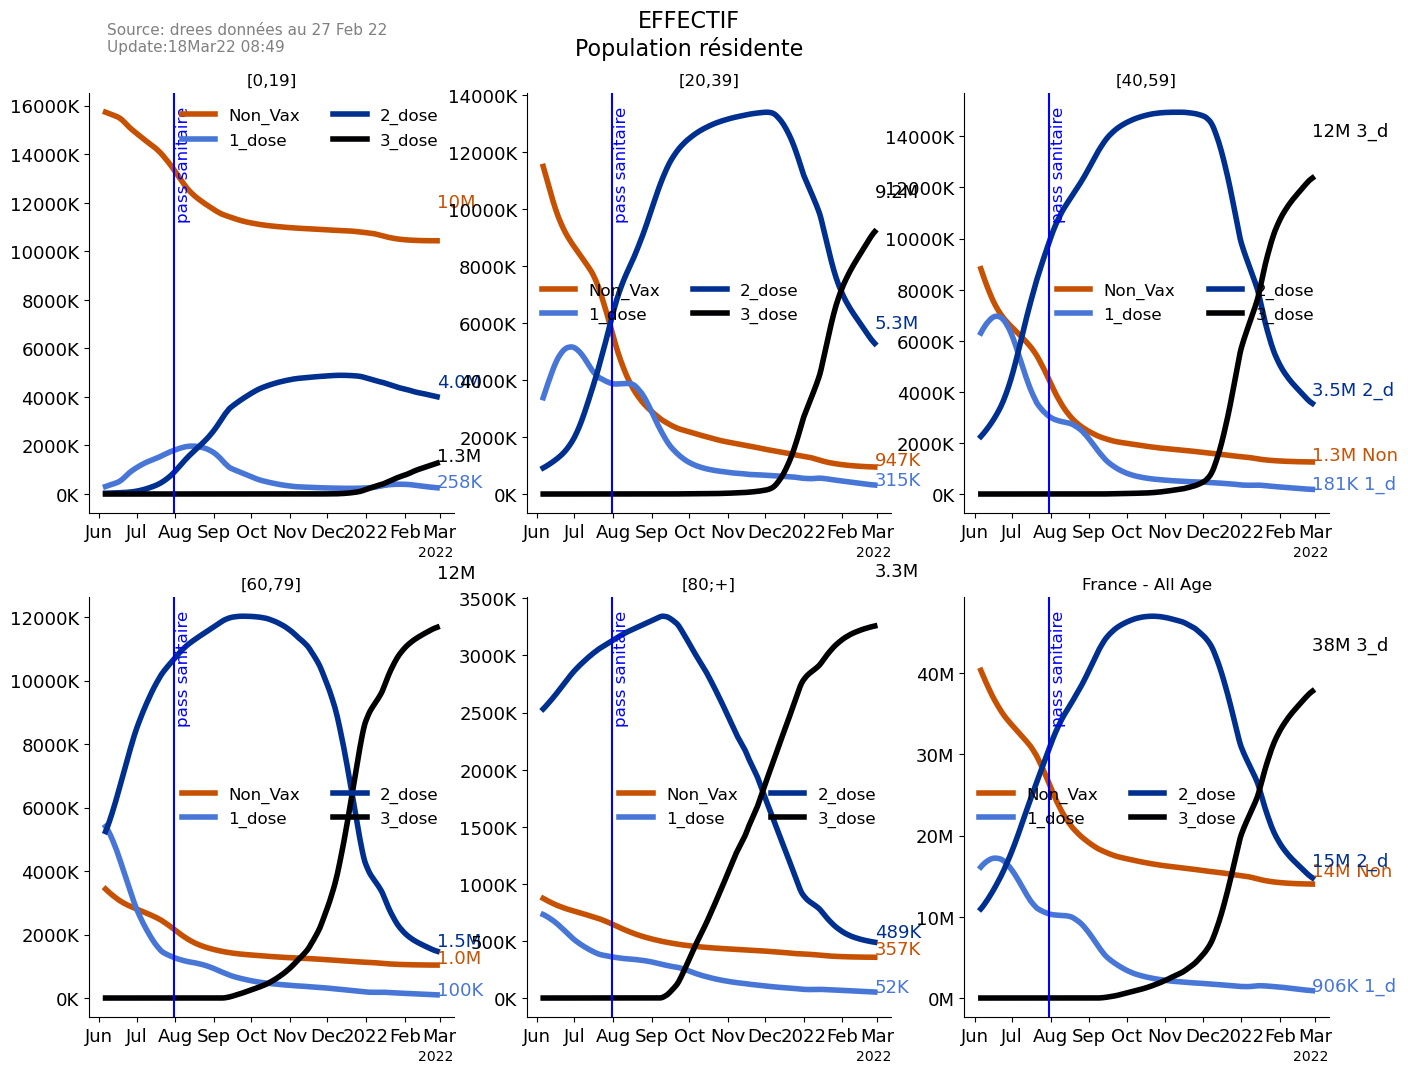 Source: drees données au 27 Feb 22
Update:18Mar22 08:49
EFFECTIF
Population résidente
[0,19]
16000K
14000K
12000K
10000K
8000K
6000K
4000K
2000K
0K
pass sanitaire
Non_Vax
1_dose
2_dose
3_dose
10M
4.0M
1.3M
258K
Jun Jul Aug Sep Oct Nov Dec 2022 Feb Mar
2022
[20,39]
14000K
12000K
10000K
8000K
6000K
4000K
2000K
0K
pass sanitaire
Non_Vax
1_dose
2_dose
3_dose
9.2M
5.3M
947K
315K
Jun Jul Aug Sep Oct Nov Dec 2022 Feb Mar
2022
[40,59]
14000K
12000K
10000K
8000K
6000K
4000K
2000K
0K
pass sanitaire
Non_Vax
1_dose
2_dose
3_dose
12M 3_d
3.5M 2_d
1.3M Non
181K 1_d
Jun Jul Aug Sep Oct Nov Dec 2022 Feb Mar
2022
[60,79]
12000K
10000K
8000K
6000K
4000K
2000K
0K
pass sanitaire
Non_Vax
1_dose
2_dose
3_dose
12M
1.5M
1.0M
100K
Jun Jul Aug Sep Oct Nov Dec 2022 Feb Mar
2022
[80;+]
3500K
3000K
2500K
2000K
1500K
1000K
500K
0K
pass sanitaire
Non_Vax
1_dose
2_dose
3_dose
3.3M
489K
357K
52K
Jun Jul Aug Sep Oct Nov Dec 2022 Feb Mar
2022
France - All Age
40M
30M
20M
10M
0M
pass sanitaire
Non_Vax
1_dose
2_dose
3_dose
38M 3_d
15M 2_d
14M Non
906K 1_d
Jun Jul Aug Sep Oct Nov Dec 2022 Feb Mar
2022